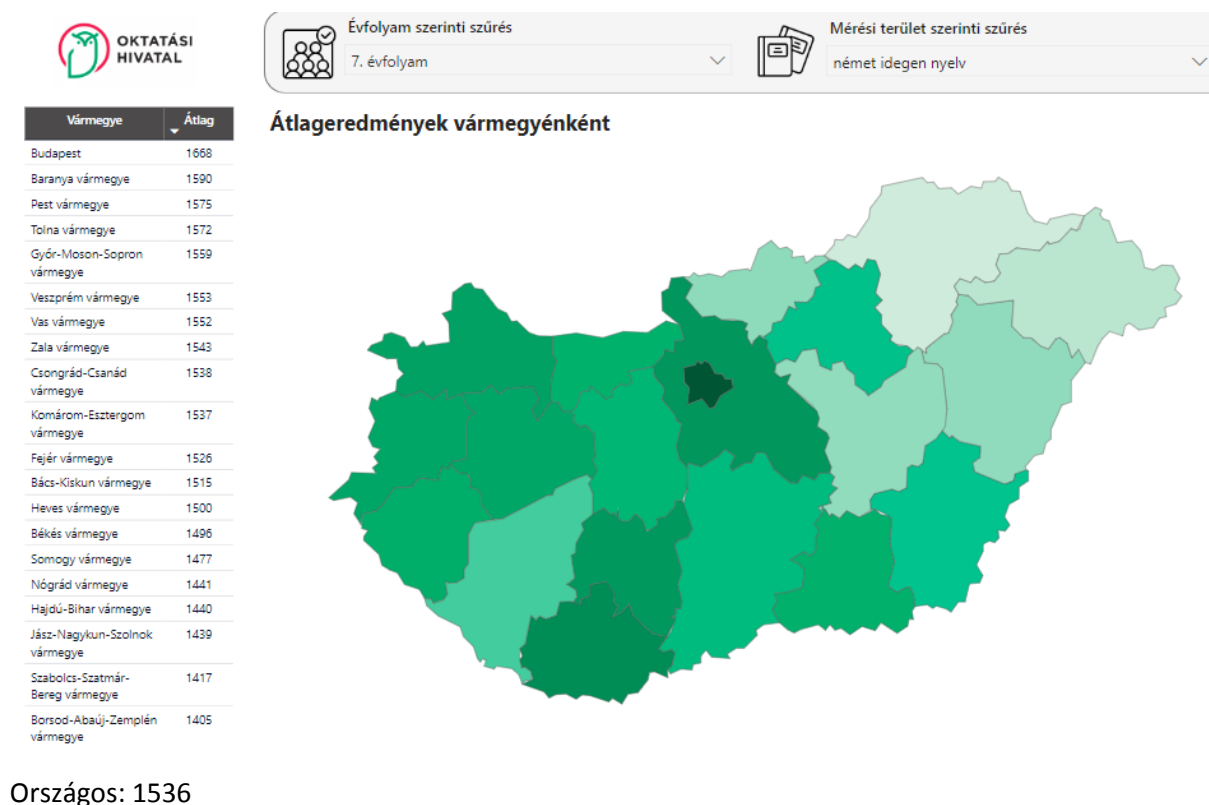 OKTATÁSI
HIVATAL
Évfolyam szerinti szűrés
7. évfolyam
Mérési terület szerinti szűrés
német idegen nyelv
Vármegye Átlag
Budapest 1668
Baranya vármegye 1590
Pest vármegye 1575
Tolna vármegye 1572
Győr-Moson-Sopron 1559
vármegye
Veszprém vármegye 1553
Vas vármegye 1552
Zala vármegye 1543
Csongrád-Csanád 1538
vármegye
Komárom-Esztergom 1537
vármegye
Fejér vármegye 1526
Bács-Kiskun vármegye 1515
Heves vármegye 1500
Békés vármegye 1496
Somogy vármegye 1477
Nógrád vármegye 1441
Hajdú-Bihar vármegye 1440
Jász-Nagykun-Szolnok 1439
vármegye
Szabolcs-Szatmár- 1417
Bereg vármegye
Borsod-Abaúj-Zemplén 1405
vármegye
Átlageredmények vármegyénként
Országos: 1536